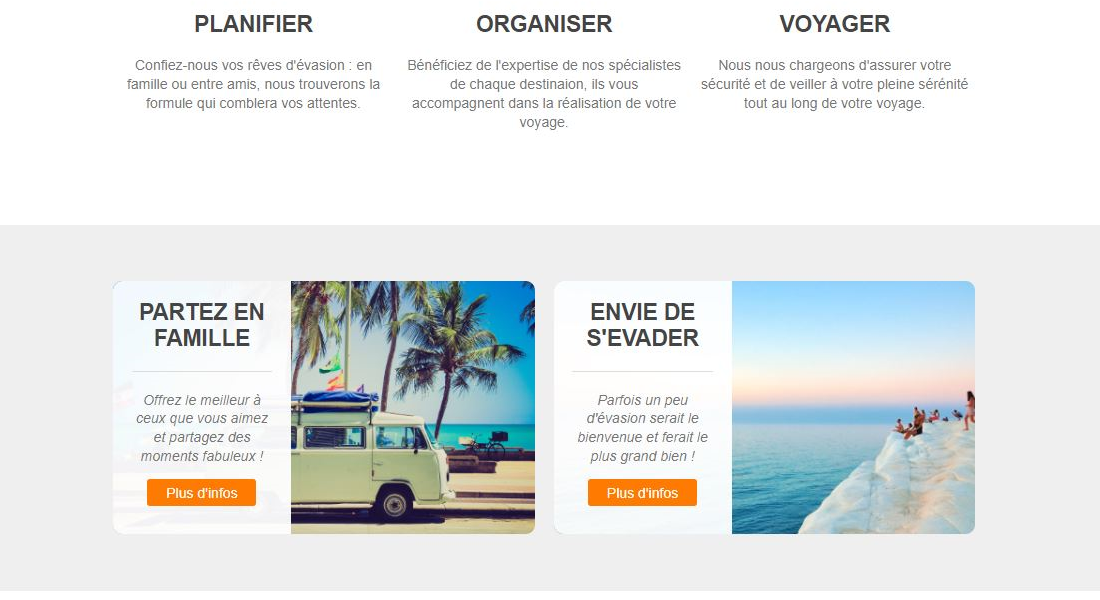 PLANIFIER
Confiez-nous vos rêves d'évasion : en
famille ou entre amis, nous trouverons la
formule qui comblera vos attentes.
ORGANISER
Bénéficiez de l'expertise de nos spécialistes
de chaque destinaion, ils vous
accompagnent dans la réalisation de votre
voyage.
VOYAGER
Nous nous chargeons d'assurer votre
sécurité et de veiller à votre pleine sérénité
tout au long de votre voyage.
PARTEZ EN
FAMILLE
Offrez le meilleur à
ceux que vous aimez
et partagez des
moments fabuleux !
Plus d'infos
ENVIE DE
S'EVADER
Parfois un peu
d'évasion serait le
bienvenue et ferait le
plus grand bien !
Plus d'infos